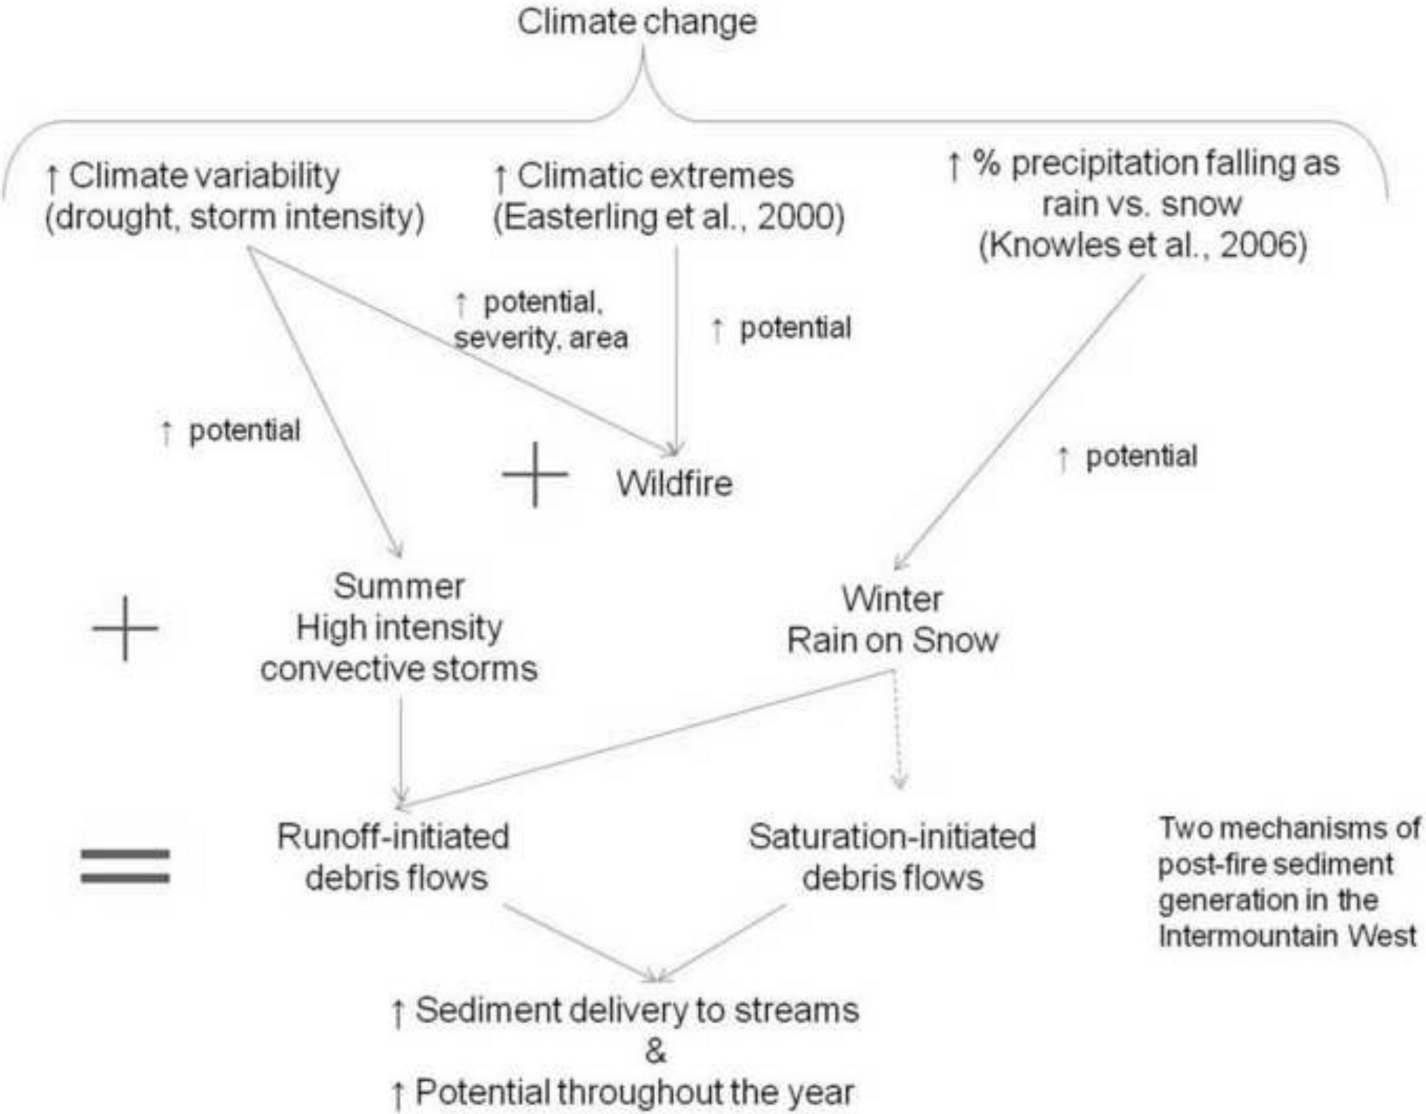 Climate change
↑ Climate variability
(drought, storm intensity)
↑ Climatic extremes
(Easterling et al., 2000)
↑ % precipitation falling as
rain vs. snow
(Knowles et al., 2006)
↑ potential,
severity, area
↑ potential
↑ potential
↑ potential
+ Wildfire
+
Summer
High intensity
convective storms
Winter
Rain on Snow
=
Runoff-initiated
debris flows
Saturation-initiated
debris flows
Two mechanisms of
post-fire sediment
generation in the
Intermountain West
↑ Sediment delivery to streams
&
↑ Potential throughout the year